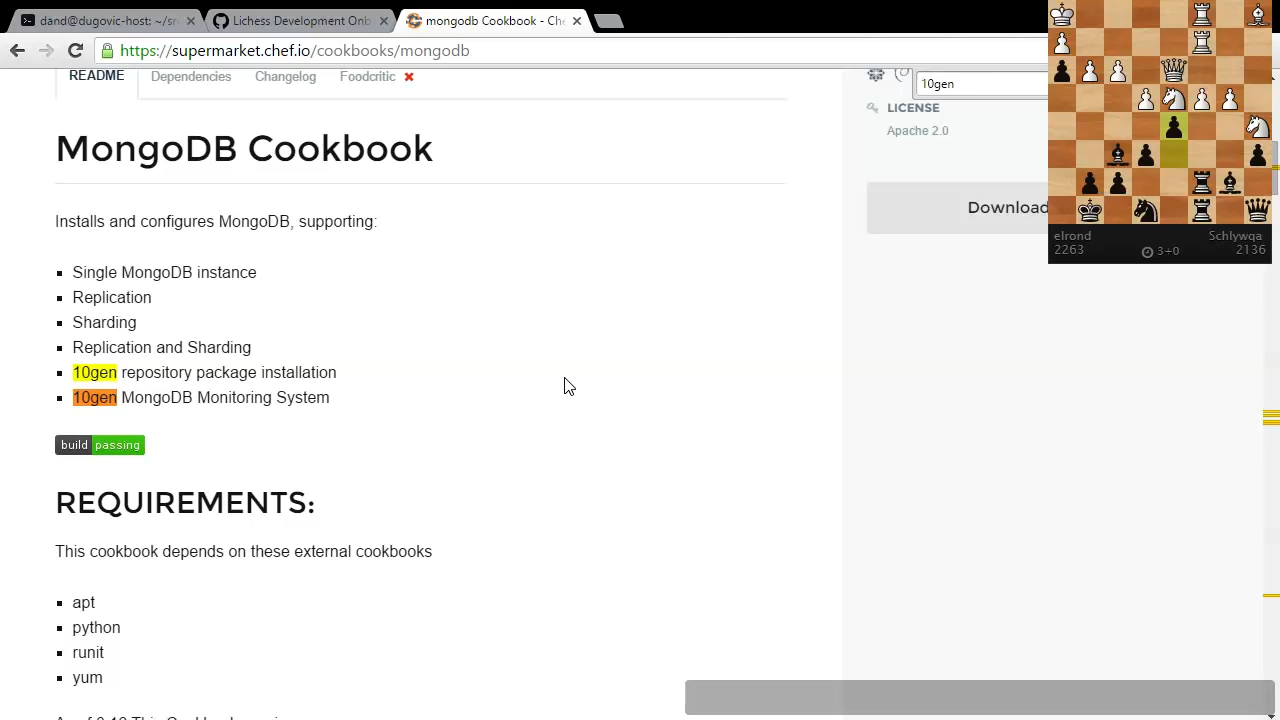 dand@dugovic-host: ~/sr
Lichess Development Onb
mongodb Cookbook - Che
https://supermarket.chef.io/cookbooks/mongodb
README Dependencies Changelog Foodcritic
10gen
LICENSE
Apache 2.0
MongoDB Cookbook
Installs and configures MongoDB, supporting:
Download
Single MongoDB instance
Replication
Sharding
Replication and Sharding
10gen repository package installation
10gen MongoDB Monitoring System
build passing
REQUIREMENTS:
This cookbook depends on these external cookbooks
apt
python
runit
yum
elrond Schlywqa
2263 3+0 2136